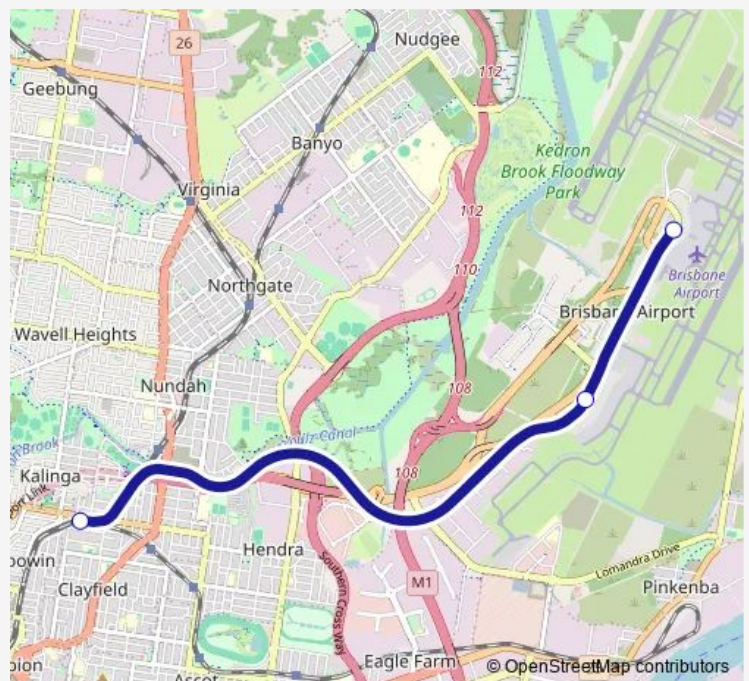 Nudgee
112
26
Geebung
Banyo
Kedron
Brook Floodway
Park
Virginia
112
110
Brisbane
Airport
Northgate
Airport
Wavell Heights
Nundah
108
108
Kalinga
Hendra
Lomandra Drive
Clayfield
M1
Pinkenba
Southern Cross Way
Eagle Farm
© OpenStreetMap contributors